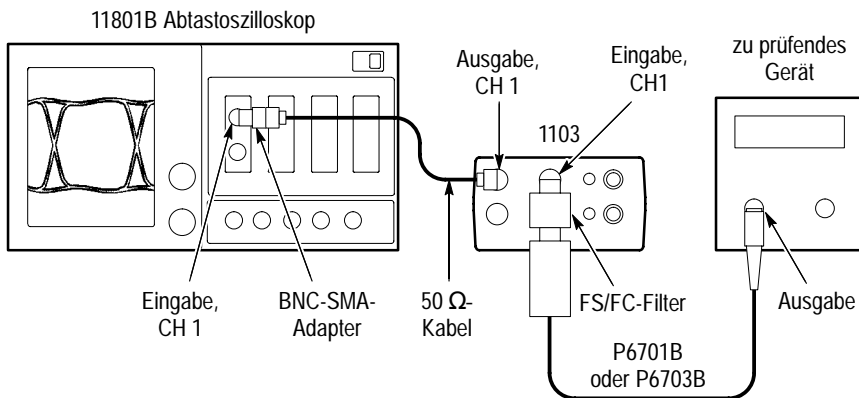 11801B Abtastoszilloskop
Ausgabe,
CH 1
Eingabe,
CH1
zu prüfendes
Gerät
1103
Eingabe,
CH 1
BNC-SMA-
Adapter
50 Ω-
Kabel
FS/FC-Filter
Ausgabe
P6701B
oder P6703B